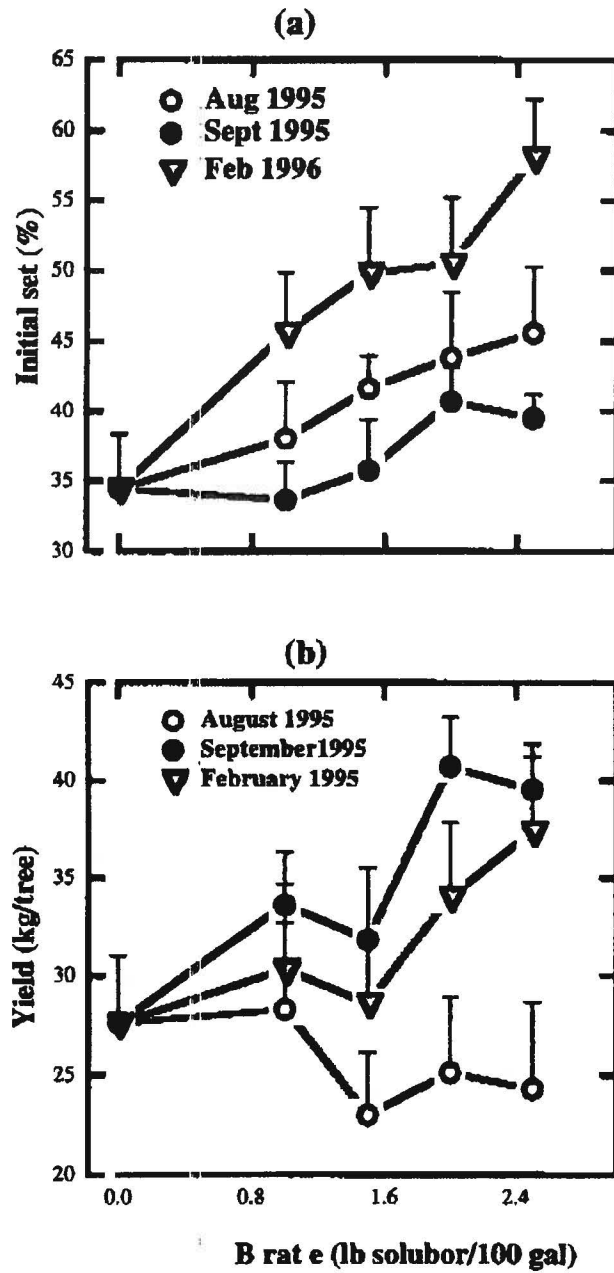 (a)
65
60
55
50
45
40
35
30
Initial set (%)
Aug 1995
Sept 1995
Feb 1996
(b)
45
40
35
30
25
20
Yield (kg/tree)
August 1995
September1995
February 1995
0.0 0.8 1.6 2.4
B rat e (lb solubor/100 gal)